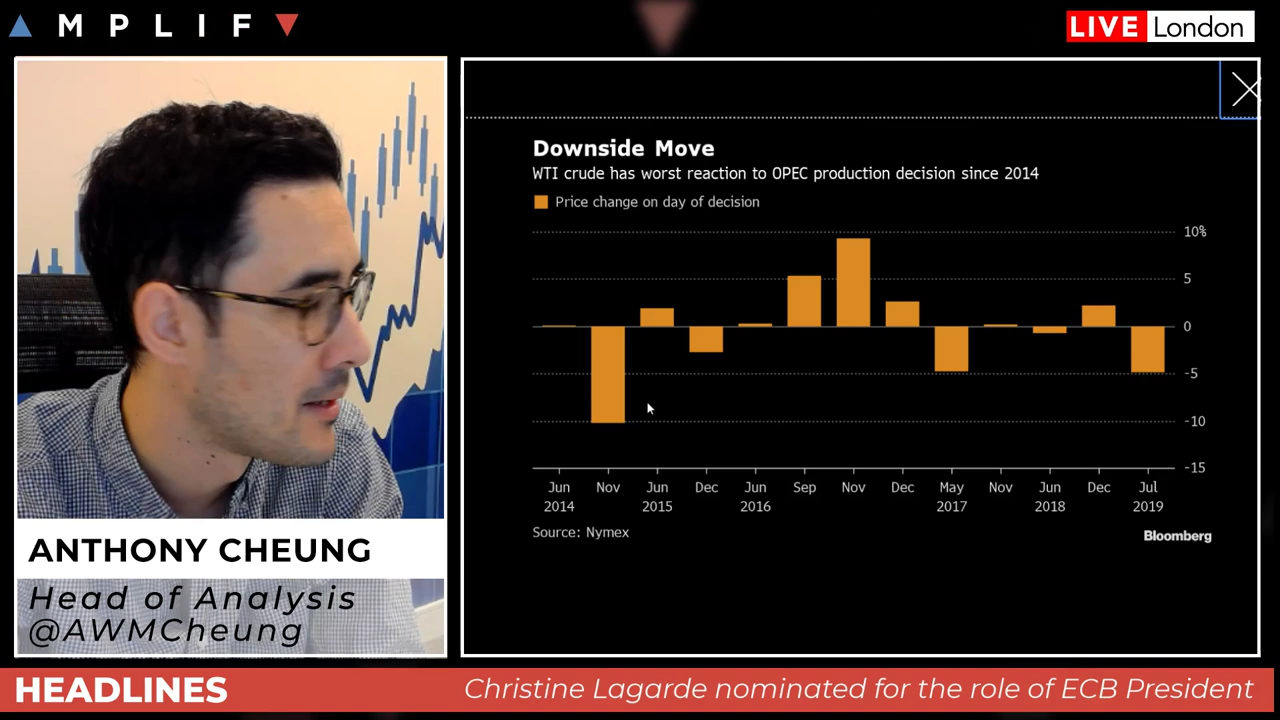 MPLIF
LIVE London
Downside Move
WTI crude has worst reaction to OPEC production decision since 2014
Price change on day of decision
10%
5
0
-5
-10
-15
Jun Nov Jun Dec Jun Sep Nov Dec May Nov Jun Dec Jul
2014 2015 2016 2017 2018 2019
Source: Nymex
Bloomberg
ANTHONY CHEUNG
Head of Analysis
@AWMCheung
HEADLINES
Christine Lagarde nominated for the role of ECB President